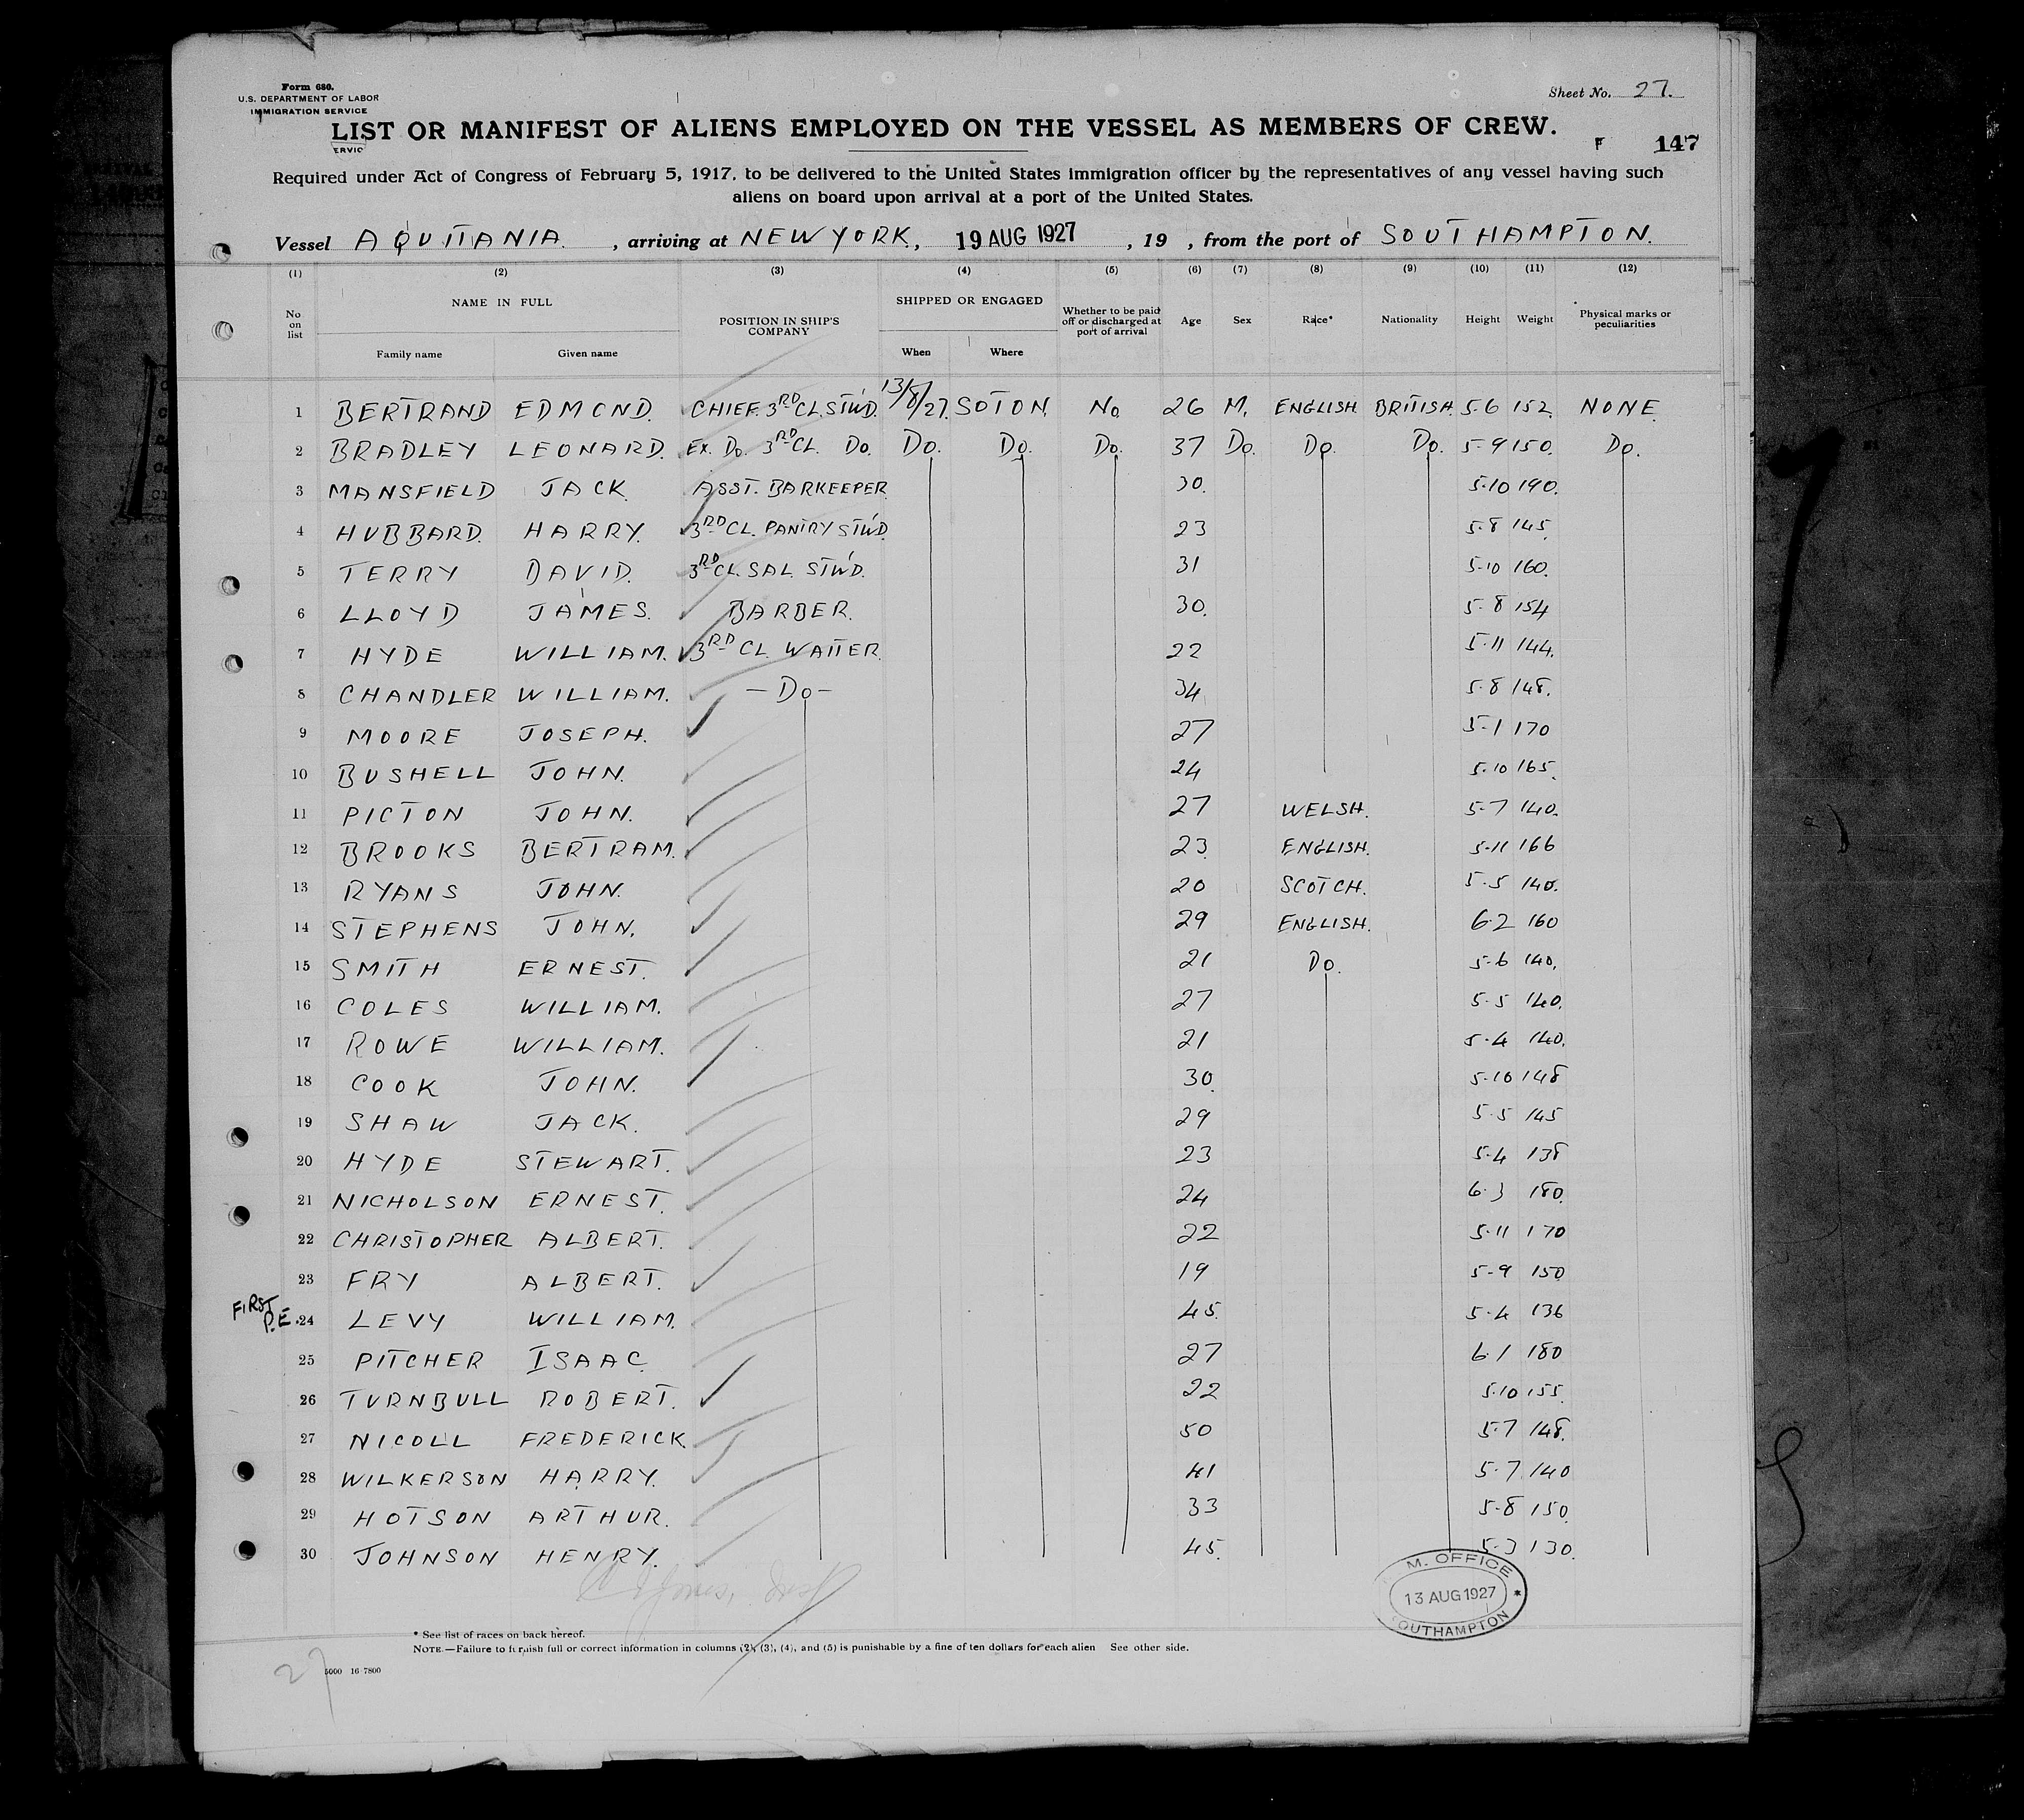 Form 680.
U.S. DEPARTMENT OF LABOR
IMMIGRATION SERVICE
Sheet No. 27.
LIST OR MANIFEST OF ALIENS EMPLOYED ON THE VESSEL AS MEMBERS OF CREW.
ERVIC
F 147
Required under Act of Congress of February 5, 1917, to be delivered to the United States immigration officer by the representatives of any vessel having such
aliens on board upon arrival at a port of the United States.
Vessel AQUITANIA. , arriving at NEW YORK, 19 AUG 1927 , 19 , from the port of SOUTHAMPTON.
(1) (2) (3) (4) (5) (6) (7) (8) (9) (10) (11) (12)
No on list NAME IN FULL Family name Given name POSITION IN SHIP'S COMPANY SHIPPED OR ENGAGED When Where Whether to be paid off or discharged at port of arrival Age Sex Race* Nationality Height Weight Physical marks or peculiarities
1 BERTRAND EDMOND. CHIEF. 3RD CL. STW'D. 13/8/27. SOTON. No. 26 M. ENGLISH. BRITISH. 5.6 152. NONE.
2 BRADLEY LEONARD. Ex. Do. 3RD CL. Do. Do. Do. Do. 37 Do. Do. Do. 5-9 150. Do.
3 MANSFIELD JACK. ASST. BARKEEPER. 30. 5.10 190.
4 HUBBARD. HARRY. 3RD CL. PANTRY STW'D. 23 5-8 145.
5 TERRY DAVID. 3RD CL. SAL. STW'D. 31 5-10 160.
6 LLOYD JAMES. BARBER. 30. 5-8 154
7 HYDE WILLIAM. 3RD CL. WAITER. 22 5-11 144.
8 CHANDLER WILLIAM. - Do - 34 5-8 148.
9 MOORE JOSEPH. 27 5-1 170
10 BUSHELL JOHN. 24 5.10 165.
11 PICTON JOHN. 27 WELSH. 5-7 140.
12 BROOKS BERTRAM. 23. ENGLISH. 5-11 166
13 RYANS JOHN. 20 SCOTCH. 5.5 140.
14 STEPHENS JOHN. 29 ENGLISH. 6.2 160
15 SMITH ERNEST. 21 Do. 5-6 140.
16 COLES WILLIAM. 27 5-5 140.
17 ROWE WILLIAM. 21 5-4 140.
18 COOK JOHN. 30. 5-10 148
19 SHAW JACK. 29 5.5 145
20 HYDE STEWART. 23 5-4 138
21 NICHOLSON ERNEST. 24 6.3 180.
22 CHRISTOPHER ALBERT. 22 5-11 170
23 FRY ALBERT. 19 5-9 150
FIRST
P.E. 24 LEVY WILLIAM. 45. 5-4 136
25 PITCHER ISAAC. 27 6.1 180
26 TURNBULL ROBERT. 22 5.10 155.
27 NICOLL FREDERICK. 50 5.7 148.
28 WILKERSON HARRY. 41 5.7 140
29 HOTSON ARTHUR. 33 5-8 150.
30 JOHNSON HENRY. 45. 5.3 130.
M. OFFICE
13 AUG 1927 *
OUTHAMPTON
* See list of races on back hereof.
NOTE.—Failure to furnish full or correct information in columns (2), (3), (4), and (5) is punishable by a fine of ten dollars for each alien See other side.
27
5000 16-7800